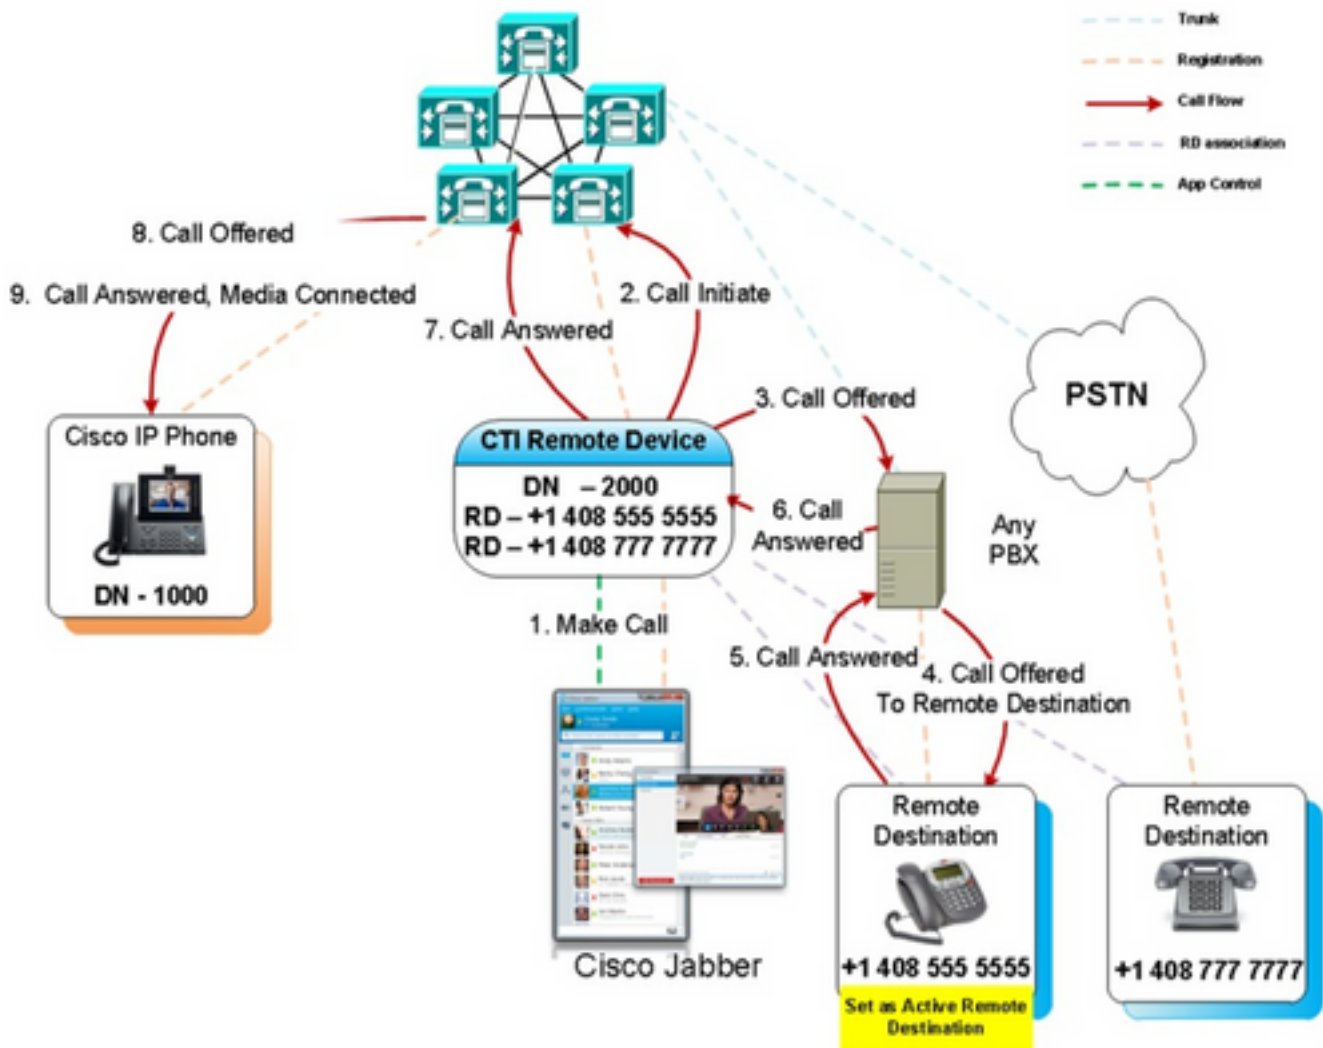 Trunk
Registration
Call Flow
RD association
App Control
8. Call Offered
9. Call Answered, Media Connected
2. Call Initiate
7. Call Answered
3. Call Offered
PSTN
Cisco IP Phone
DN - 1000
CTI Remote Device
DN – 2000
RD – +1 408 555 5555
RD – +1 408 777 7777
6. Call
Answered
Any
PBX
1. Make Call
5. Call Answered
4. Call Offered
To Remote Destination
Cisco Jabber
Remote
Destination
+1 408 555 5555
Set as Active Remote
Destination
Remote
Destination
+1 408 777 7777